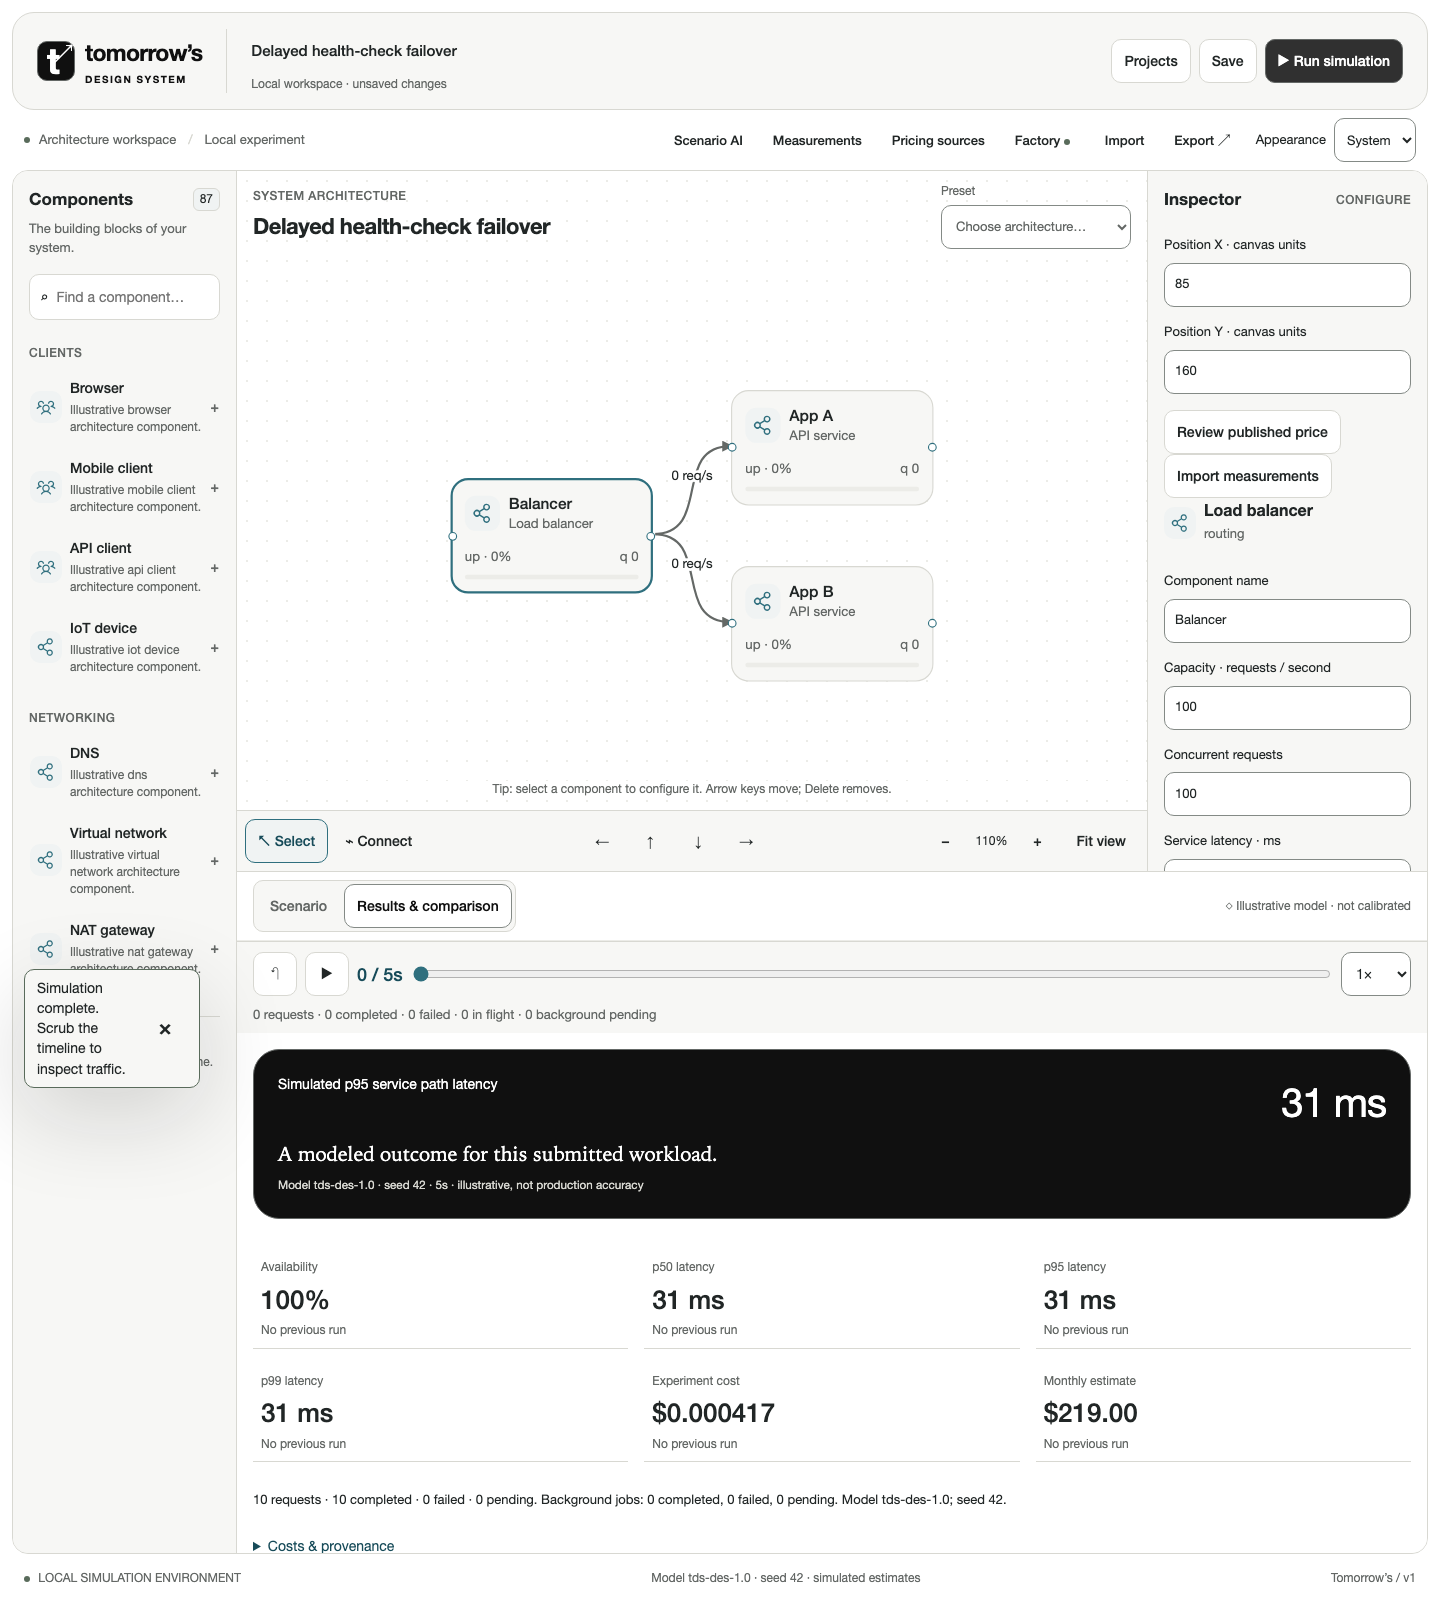 tomorrow's
DESIGN SYSTEM
Delayed health-check failover
Local workspace · unsaved changes
Projects
Save
▶ Run simulation
Architecture workspace / Local experiment
Scenario AI
Measurements
Pricing sources
Factory
Import
Export ↗
Appearance
System
Components
87
The building blocks of your
system.
Find a component...
CLIENTS
Browser
Illustrative browser
architecture component.
+
Mobile client
Illustrative mobile client
architecture component.
+
API client
Illustrative api client
architecture component.
+
IoT device
Illustrative iot device
architecture component.
+
NETWORKING
DNS
Illustrative dns
architecture component.
+
Virtual network
Illustrative virtual
network architecture
component.
+
NAT gateway
Illustrative nat gateway
architecture component.
+
Simulation
complete.
Scrub the
timeline to
inspect traffic.
✕
ne.
SYSTEM ARCHITECTURE
Delayed health-check failover
Preset
Choose architecture...
Balancer
Load balancer
up · 0%
q 0
0 req/s
0 req/s
App A
API service
up · 0%
q 0
App B
API service
up · 0%
q 0
Tip: select a component to configure it. Arrow keys move; Delete removes.
↖ Select
⌁ Connect
← ↑ ↓ →
− 110% +
Fit view
Inspector
CONFIGURE
Position X · canvas units
85
Position Y · canvas units
160
Review published price
Import measurements
Load balancer
routing
Component name
Balancer
Capacity · requests / second
100
Concurrent requests
100
Service latency · ms
Scenario
Results & comparison
◇ Illustrative model · not calibrated
0 / 5s
1×
0 requests · 0 completed · 0 failed · 0 in flight · 0 background pending
Simulated p95 service path latency
31 ms
A modeled outcome for this submitted workload.
Model tds-des-1.0 · seed 42 · 5s · illustrative, not production accuracy
Availability
100%
No previous run
p50 latency
31 ms
No previous run
p95 latency
31 ms
No previous run
p99 latency
31 ms
No previous run
Experiment cost
$0.000417
No previous run
Monthly estimate
$219.00
No previous run
10 requests · 10 completed · 0 failed · 0 pending. Background jobs: 0 completed, 0 failed, 0 pending. Model tds-des-1.0; seed 42.
▶ Costs & provenance
LOCAL SIMULATION ENVIRONMENT
Model tds-des-1.0 · seed 42 · simulated estimates
Tomorrow's / v1